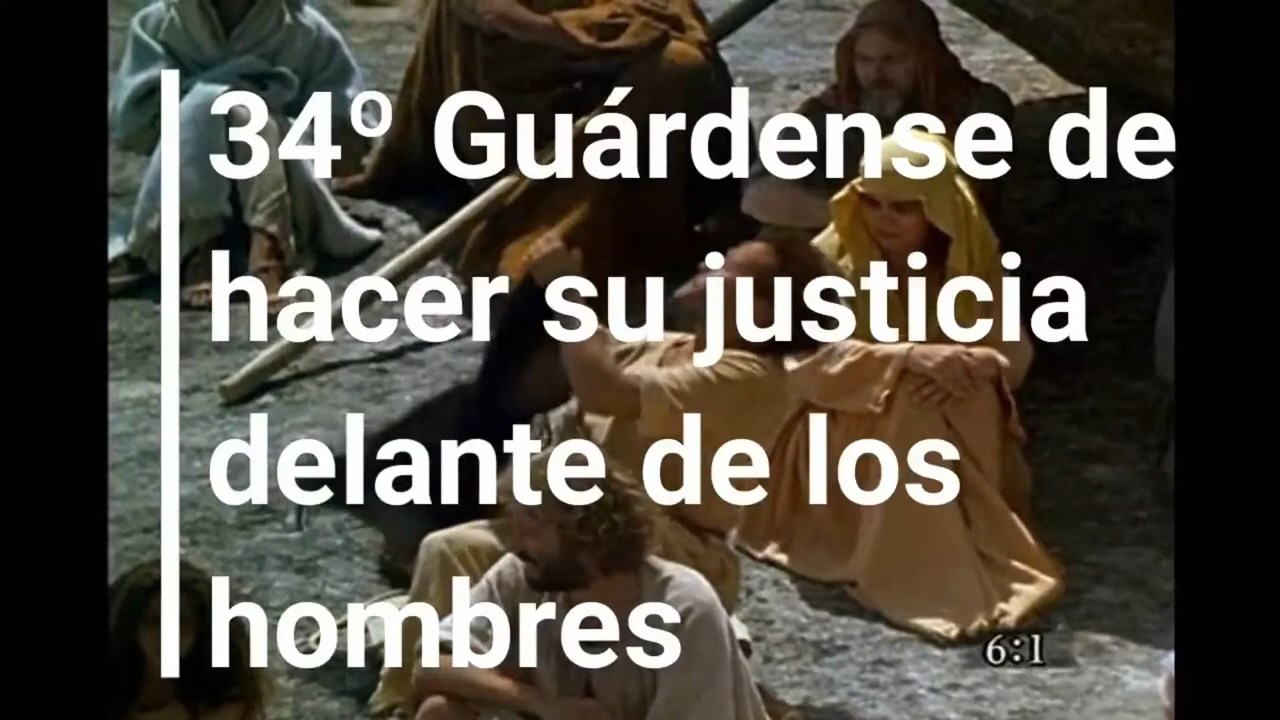 34º Guárdense de
hacer su justicia
delante de los
hombres
6:1